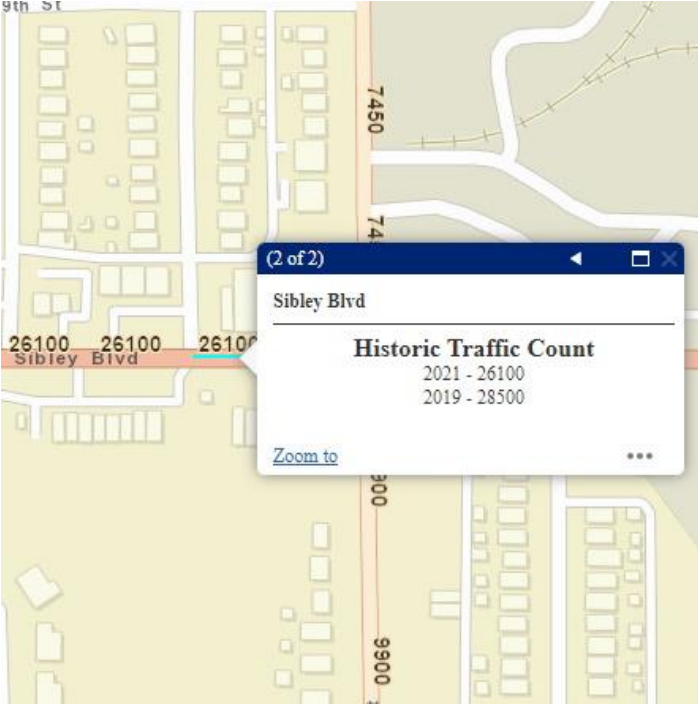 9th St
7450
(2 of 2)
Sibley Blvd
Historic Traffic Count
2021 - 26100
2019 - 28500
Zoom to
26100
26100
26100
Sibley Blvd
9900